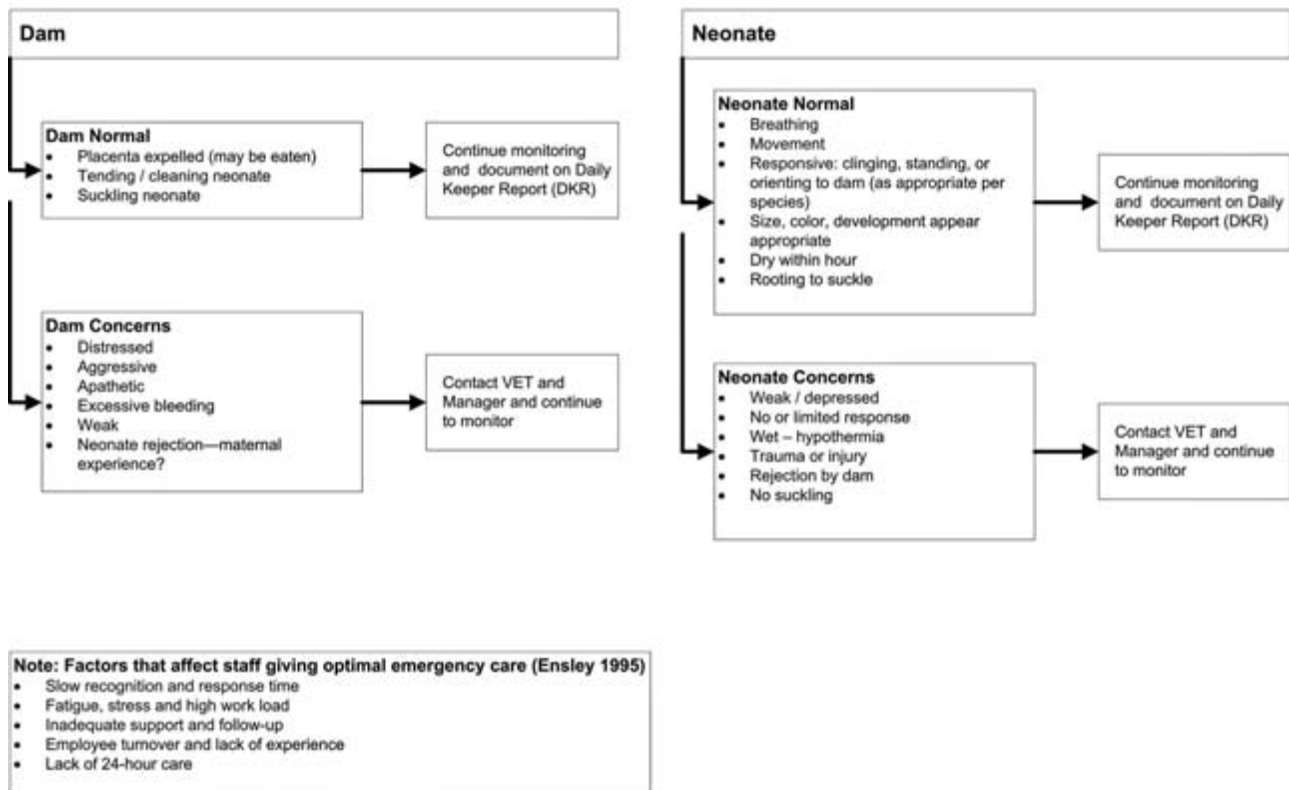 Dam
Dam Normal
• Placenta expelled (may be eaten)
• Tending / cleaning neonate
• Suckling neonate
Continue monitoring
and document on Daily
Keeper Report (DKR)
Dam Concerns
• Distressed
• Aggressive
• Apathetic
• Excessive bleeding
• Weak
• Neonate rejection—maternal
experience?
Contact VET and
Manager and continue
to monitor
Neonate
Neonate Normal
• Breathing
• Movement
• Responsive: clinging, standing, or
orienting to dam (as appropriate per
species)
• Size, color, development appear
appropriate
• Dry within hour
• Rooting to suckle
Continue monitoring
and document on Daily
Keeper Report (DKR)
Neonate Concerns
• Weak / depressed
• No or limited response
• Wet – hypothermia
• Trauma or injury
• Rejection by dam
• No suckling
Contact VET and
Manager and continue
to monitor
Note: Factors that affect staff giving optimal emergency care (Ensley 1995)
• Slow recognition and response time
• Fatigue, stress and high work load
• Inadequate support and follow-up
• Employee turnover and lack of experience
• Lack of 24-hour care